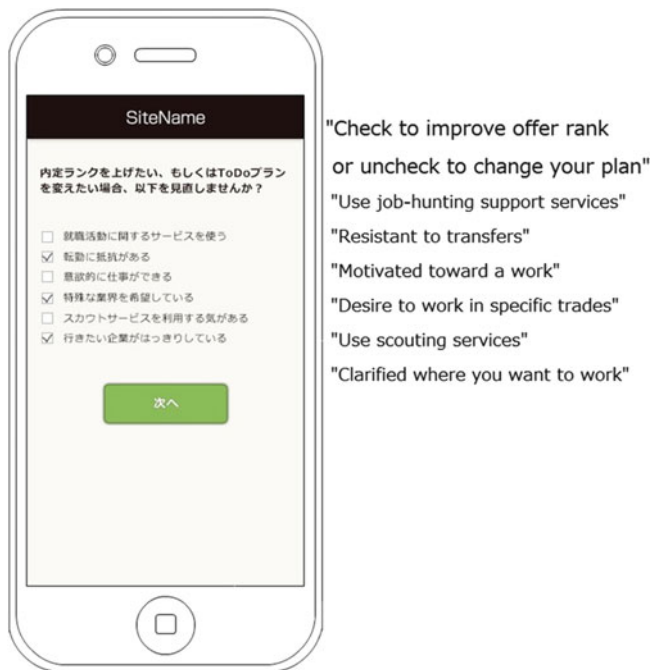 SiteName
内定ランクを上げたい、もしくはToDoプラン
を変えたい場合、以下を見直しませんか？
就職活動に関するサービスを使う
転勤に抵抗がある
意欲的に仕事ができる
特殊な業界を希望している
スカウトサービスを利用する気がある
行きたい企業がはっきりしている
次へ
"Check to improve offer rank
or uncheck to change your plan"
"Use job-hunting support services"
"Resistant to transfers"
"Motivated toward a work"
"Desire to work in specific trades"
"Use scouting services"
"Clarified where you want to work"